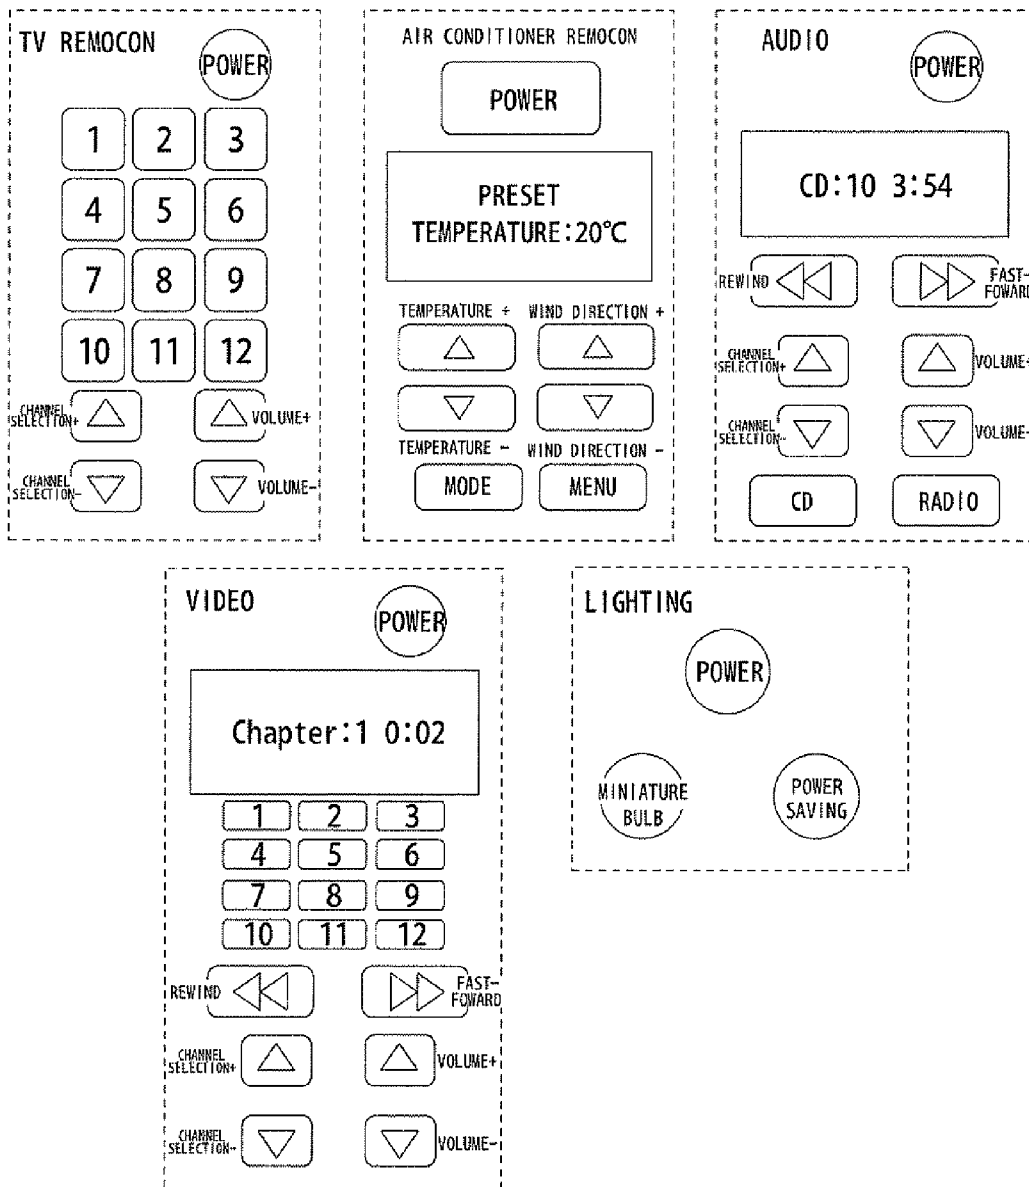 TV REMOCON
POWER
1 2 3
4 5 6
7 8 9
10 11 12
CHANNEL
SELECTION+
VOLUME+
CHANNEL
SELECTION-
VOLUME-
AIR CONDITIONER REMOCON
POWER
PRESET
TEMPERATURE:20℃
TEMPERATURE + WIND DIRECTION +
TEMPERATURE - WIND DIRECTION -
MODE MENU
AUDIO
POWER
CD:10 3:54
REWIND
FAST-
FOWARD
CHANNEL
SELECTION+
VOLUME+
CHANNEL
SELECTION-
VOLUME-
CD RADIO
VIDEO
POWER
Chapter:1 0:02
1 2 3
4 5 6
7 8 9
10 11 12
REWIND
FAST-
FOWARD
CHANNEL
SELECTION+
VOLUME+
CHANNEL
SELECTION-
VOLUME-
LIGHTING
POWER
MINIATURE
BULB
POWER
SAVING